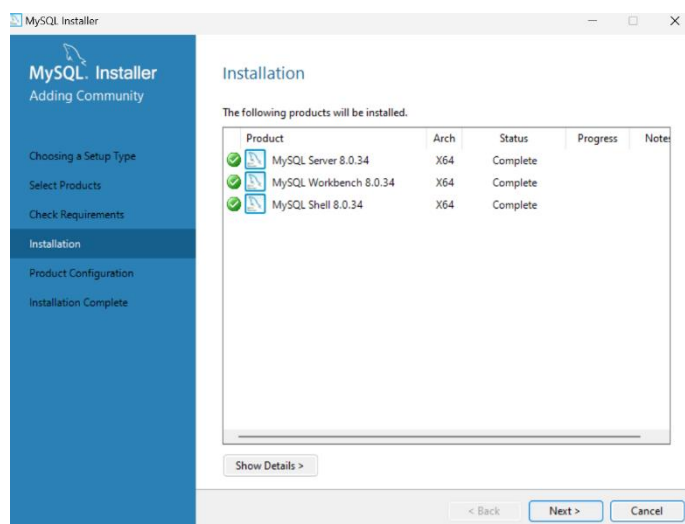 MySQL Installer
MySQL. Installer
Adding Community
Choosing a Setup Type
Select Products
Check Requirements
Installation
Product Configuration
Installation Complete
Installation
The following products will be installed.
Product Arch Status Progress Notes
MySQL Server 8.0.34 X64 Complete
MySQL Workbench 8.0.34 X64 Complete
MySQL Shell 8.0.34 X64 Complete
Show Details >
< Back Next > Cancel